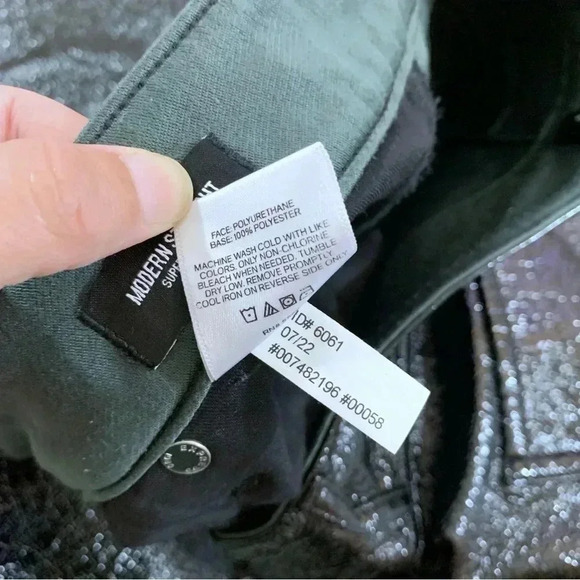 MODERN
SUP
FACE: POLYURETHANE
BASE: 100% POLYESTER
MACHINE WASH COLD WITH LIKE
COLORS. ONLY NON-CHLORINE
BLEACH WHEN NEEDED. TUMBLE
DRY LOW. REMOVE PROMPTLY.
COOL IRON ON REVERSE SIDE ONLY
ID# 6061
07/22
#007482196 #00058